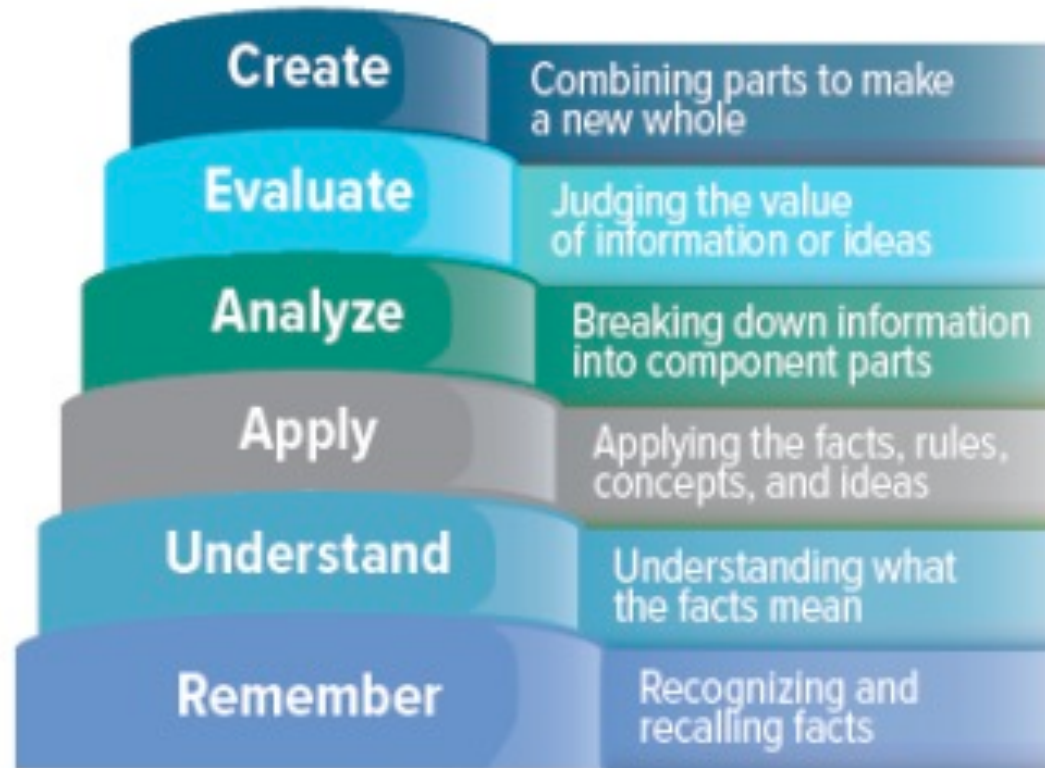 Create
Combining parts to make
a new whole
Evaluate
Judging the value
of information or ideas
Analyze
Breaking down information
into component parts
Apply
Applying the facts, rules,
concepts, and ideas
Understand
Understanding what
the facts mean
Remember
Recognizing and
recalling facts